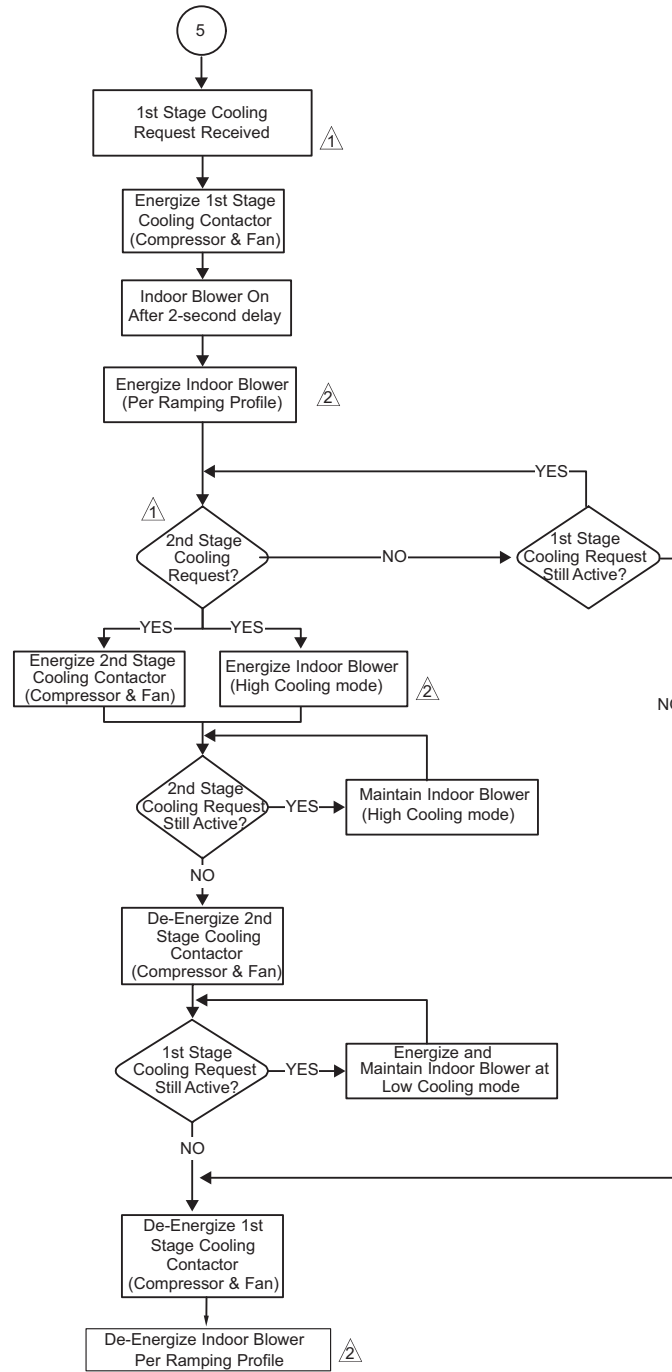 5
1st Stage Cooling
Request Received
1
Energize 1st Stage
Cooling Contactor
(Compressor & Fan)
Indoor Blower On
After 2-second delay
Energize Indoor Blower
(Per Ramping Profile)
2
YES
1
2nd Stage
Cooling
Request?
NO
1st Stage
Cooling Request
Still Active?
YES
YES
Energize 2nd Stage
Cooling Contactor
(Compressor & Fan)
Energize Indoor Blower
(High Cooling mode)
2
NO
2nd Stage
Cooling Request
Still Active?
YES
Maintain Indoor Blower
(High Cooling mode)
NO
De-Energize 2nd
Stage Cooling
Contactor
(Compressor & Fan)
1st Stage
Cooling Request
Still Active?
YES
Energize and
Maintain Indoor Blower at
Low Cooling mode
NO
De-Energize 1st
Stage Cooling
Contactor
(Compressor & Fan)
De-Energize Indoor Blower
Per Ramping Profile
2